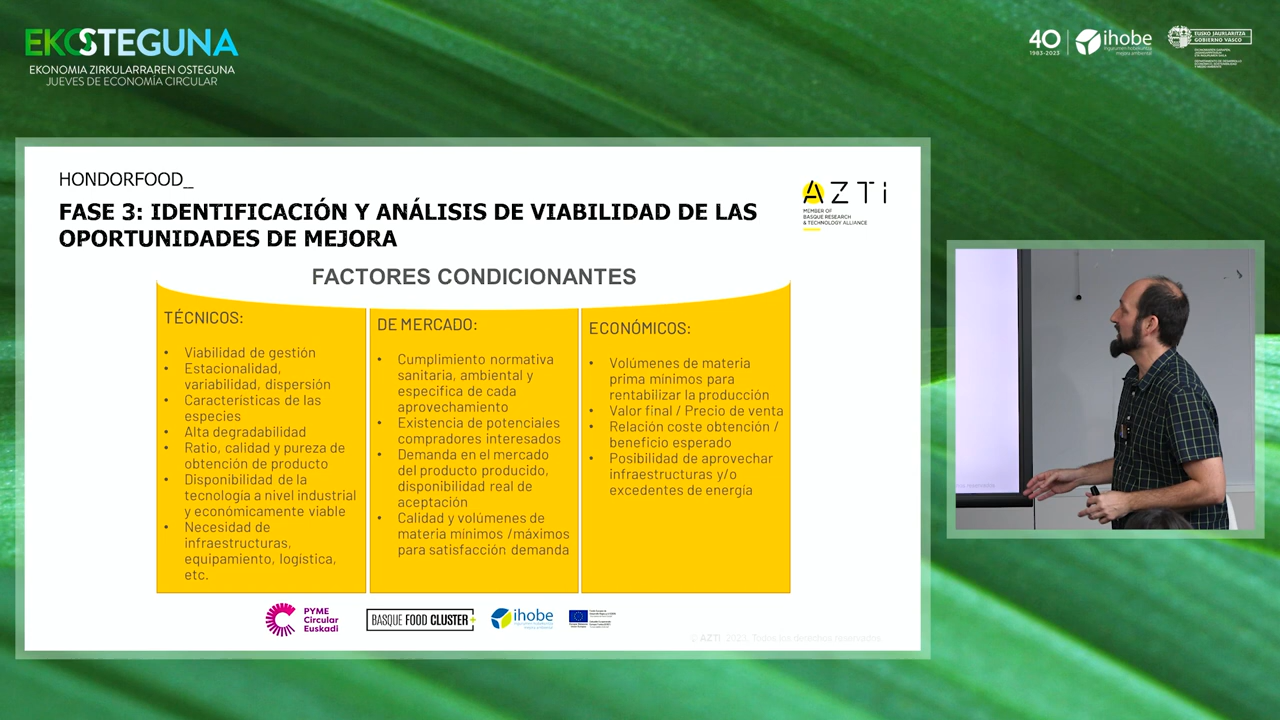 EKOSTEGUNA
EKONOMIA ZIRKULARRAREN OSTEGUNA
JUEVES DE ECONOMÍA CIRCULAR
40
1983-2023
ihobe
EUSKO JAURLARITZA
GOBIERNO VASCO
HONDORFOOD_
FASE 3: IDENTIFICACIÓN Y ANÁLISIS DE VIABILIDAD DE LAS
OPORTUNIDADES DE MEJORA
AZTi
MEMBER OF
BASQUE RESEARCH
& TECHNOLOGY ALLIANCE
FACTORES CONDICIONANTES
TÉCNICOS:
• Viabilidad de gestión
• Estacionalidad,
variabilidad, dispersión
• Características de las
especies
• Alta degradabilidad
• Ratio, calidad y pureza de
obtención de producto
• Disponibilidad de la
tecnología a nivel industrial
y económicamente viable
• Necesidad de
infraestructuras,
equipamiento, logística,
etc.
DE MERCADO:
• Cumplimiento normativa
sanitaria, ambiental y
especifica de cada
aprovechamiento
• Existencia de potenciales
compradores interesados
• Demanda en el mercado
del producto producido,
disponibilidad real de
aceptación
• Calidad y volúmenes de
materia mínimos /máximos
para satisfacción demanda
ECONÓMICOS:
• Volúmenes de materia
prima mínimos para
rentabilizar la producción
• Valor final / Precio de venta
• Relación coste obtención /
beneficio esperado
• Posibilidad de aprovechar
infraestructuras y/o
excedentes de energía
PYME
Circular
Euskadi
BASQUE FOOD CLUSTER+
ihobe
© AZTI 2023. Todos los derechos reservados